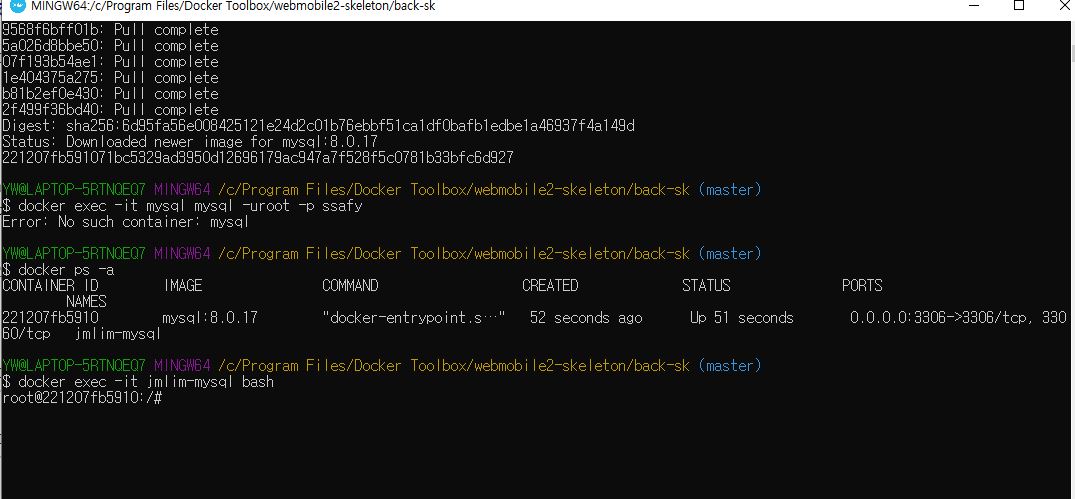 MINGW64:/c/Program Files/Docker Toolbox/webmobile2-skeleton/back-sk
9568f6bff01b: Pull complete
5a026d8bbe50: Pull complete
07f193b54ae1: Pull complete
1e404375a275: Pull complete
b81b2ef0e430: Pull complete
2f499f36bd40: Pull complete
Digest: sha256:6d95fa56e008425121e24d2c01b76ebbf51ca1df0bafb1edbe1a46937f4a149d
Status: Downloaded newer image for mysql:8.0.17
221207fb591071bc5329ad3950d12696179ac947a7f528f5c0781b33bfc6d927
YW@LAPTOP-5RTNQEQ7 MINGW64 /c/Program Files/Docker Toolbox/webmobile2-skeleton/back-sk (master)
$ docker exec -it mysql mysql -uroot -p ssafy
Error: No such container: mysql
YW@LAPTOP-5RTNQEQ7 MINGW64 /c/Program Files/Docker Toolbox/webmobile2-skeleton/back-sk (master)
$ docker ps -a
CONTAINER ID IMAGE COMMAND CREATED STATUS PORTS
NAMES
221207fb5910 mysql:8.0.17 "docker-entrypoint.s…" 52 seconds ago Up 51 seconds 0.0.0.0:3306->3306/tcp, 330
60/tcp jmlim-mysql
YW@LAPTOP-5RTNQEQ7 MINGW64 /c/Program Files/Docker Toolbox/webmobile2-skeleton/back-sk (master)
$ docker exec -it jmlim-mysql bash
root@221207fb5910:/#